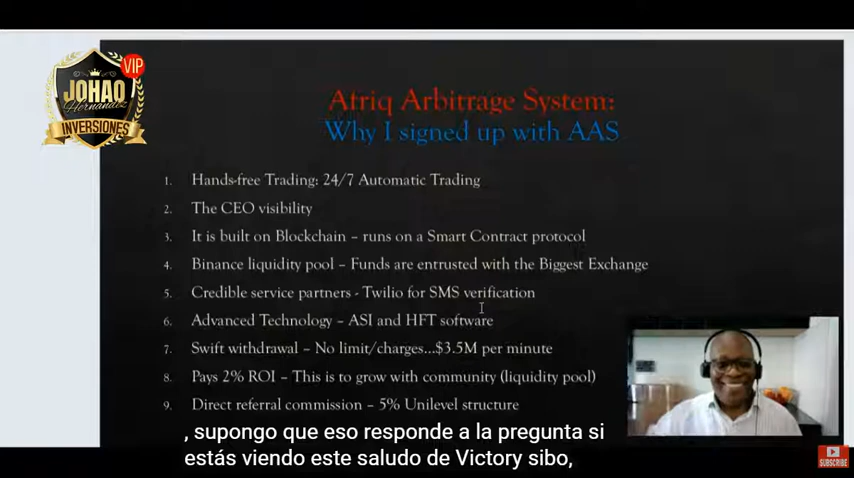 VIP
JOHAO
Hernandez
INVERSIONES
Atriq Arbitrage System:
Why I signed up with AAS
1. Hands-free Trading: 24/7 Automatic Trading
2. The CEO visibility
3. It is built on Blockchain – runs on a Smart Contract protocol
4. Binance liquidity pool – Funds are entrusted with the Biggest Exchange
5. Credible service partners - Twilio for SMS verification
6. Advanced Technology – ASI and HFT software
7. Swift withdrawal – No limit/charges...$3.5M per minute
8. Pays 2% ROI – This is to grow with community (liquidity pool)
9. Direct referral commission – 5% Unilevel structure
, supongo que eso responde a la pregunta si
estás viendo este saludo de Victory sibo,
SUBSCRIBE